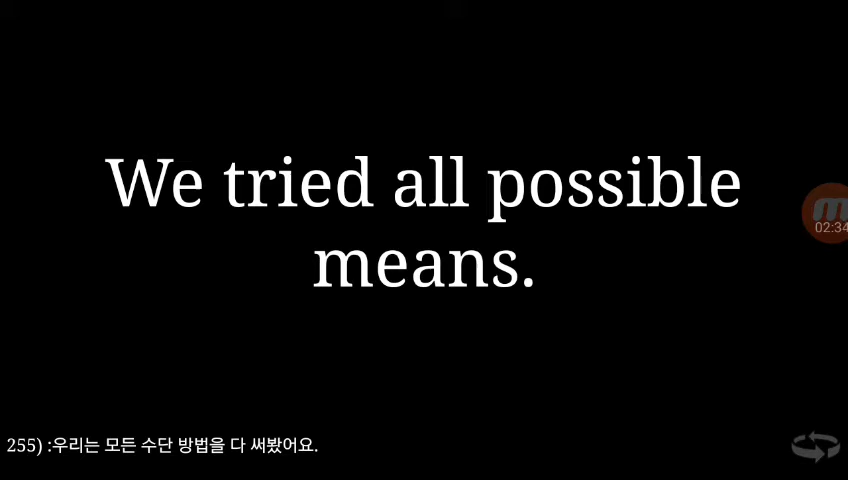 We tried all possible
means.
02:34
255) :우리는 모든 수단 방법을 다 써봤어요.